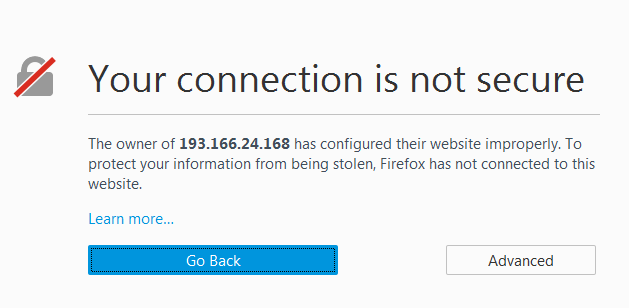 Your connection is not secure
The owner of 193.166.24.168 has configured their website improperly. To
protect your information from being stolen, Firefox has not connected to this
website.
Learn more...
Go Back
Advanced